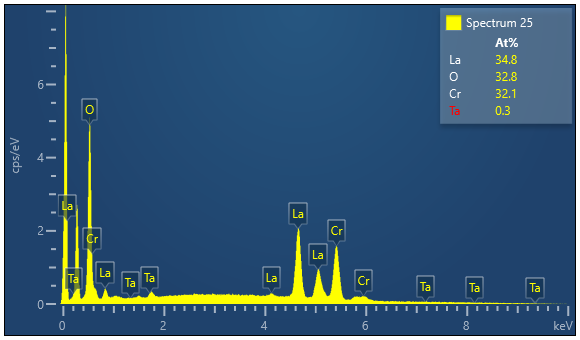 Spectrum 25
At%
La 34.8
O 32.8
Cr 32.1
Ta 0.3
cps/eV
6
4
2
0
O
La
Cr
Ta
La
Ta
Ta
La
La
La
Cr
Cr
Ta
Ta
Ta
0 2 4 6 8 keV